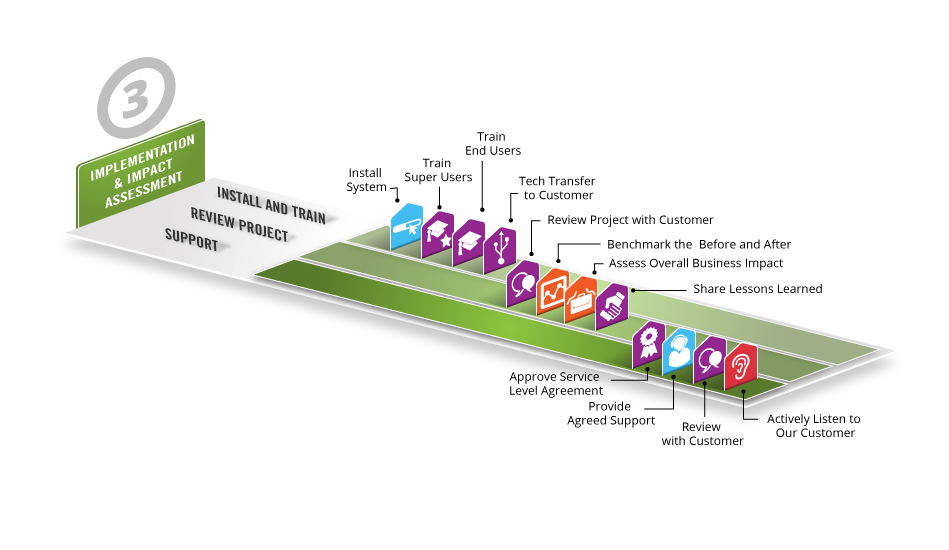 3
IMPLEMENTATION
& IMPACT
ASSESSMENT
INSTALL AND TRAIN
REVIEW PROJECT
SUPPORT
Install
System
Train
Super Users
Train
End Users
Tech Transfer
to Customer
Review Project with Customer
Benchmark the Before and After
Assess Overall Business Impact
Share Lessons Learned
Approve Service
Level Agreement
Provide
Agreed Support
Review
with Customer
Actively Listen to
Our Customer